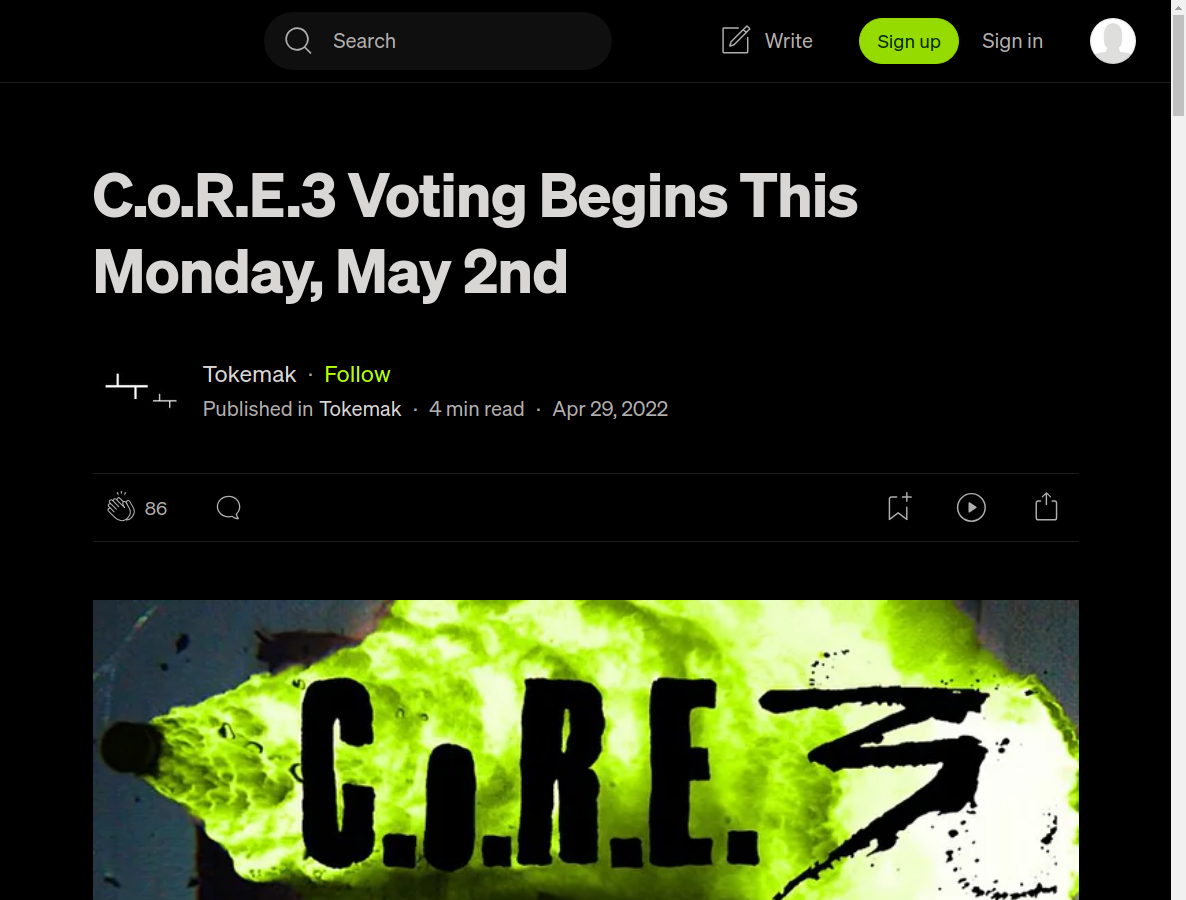 Search
Write
Sign up
Sign in
C.o.R.E.3 Voting Begins This
Monday, May 2nd
Tokemak · Follow
Published in Tokemak · 4 min read · Apr 29, 2022
86
C.o.R.E. 3